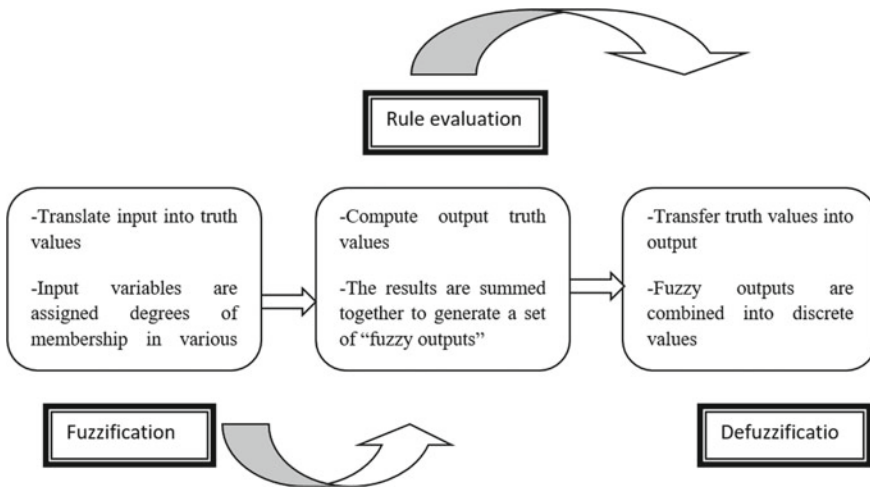 Rule evaluation
-Translate input into truth
values
-Input variables are
assigned degrees of
membership in various
-Compute output truth
values
-The results are summed
together to generate a set
of “fuzzy outputs”
-Transfer truth values into
output
-Fuzzy outputs are
combined into discrete
values
Fuzzification
Defuzzificatio